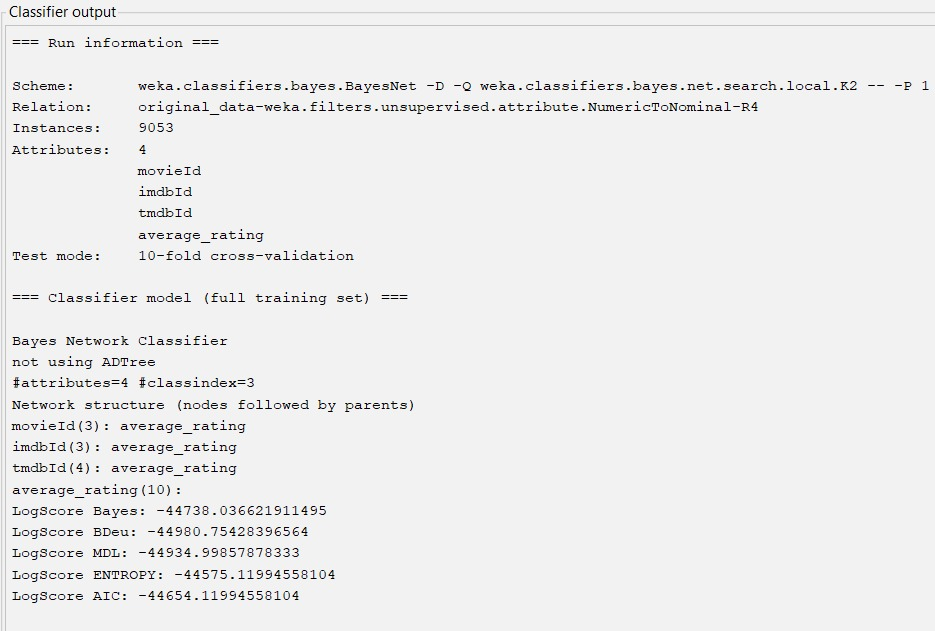 Classifier output
=== Run information ===
Scheme: weka.classifiers.bayes.BayesNet -D -Q weka.classifiers.bayes.net.search.local.K2 -- -P 1
Relation: original_data-weka.filters.unsupervised.attribute.NumericToNominal-R4
Instances: 9053
Attributes: 4
movieId
imdbId
tmdbId
average_rating
Test mode: 10-fold cross-validation
=== Classifier model (full training set) ===
Bayes Network Classifier
not using ADTree
#attributes=4 #classindex=3
Network structure (nodes followed by parents)
movieId(3): average_rating
imdbId(3): average_rating
tmdbId(4): average_rating
average_rating(10):
LogScore Bayes: -44738.036621911495
LogScore BDeu: -44980.75428396564
LogScore MDL: -44934.99857878333
LogScore ENTROPY: -44575.11994558104
LogScore AIC: -44654.11994558104